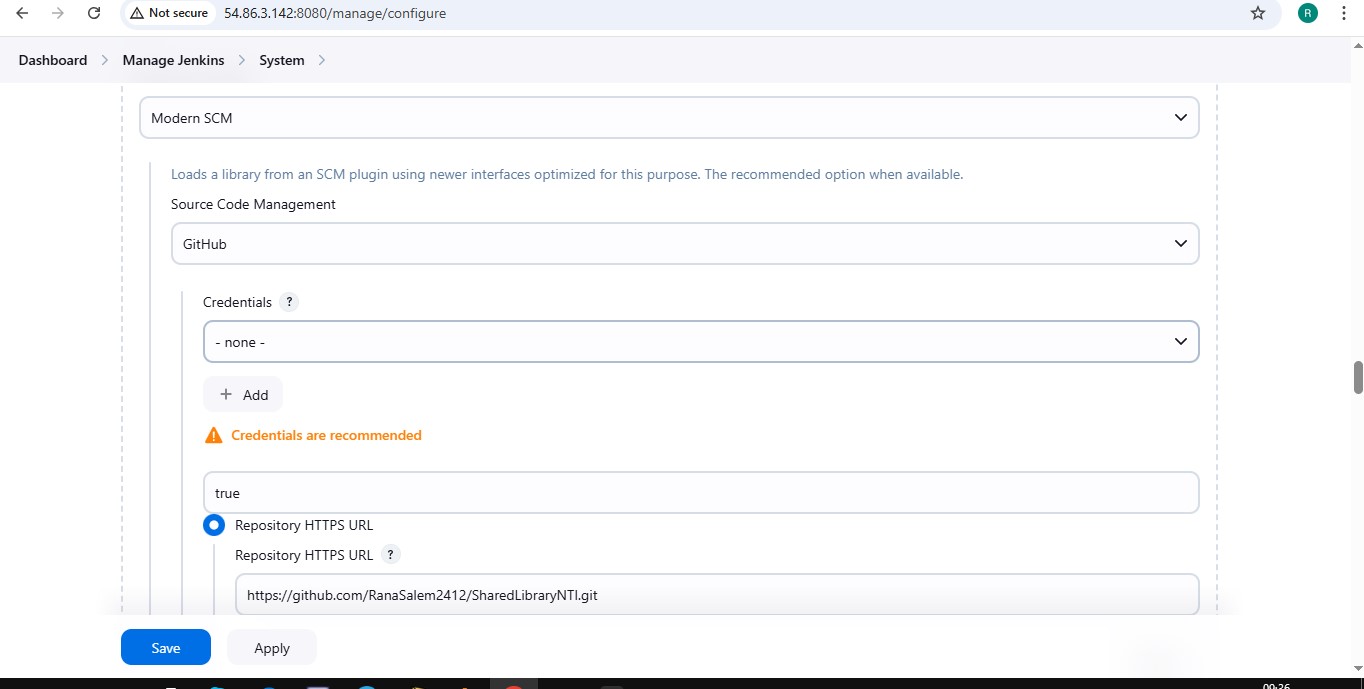 Not secure 54.86.3.142:8080/manage/configure R
Dashboard Manage Jenkins System
Modern SCM
Loads a library from an SCM plugin using newer interfaces optimized for this purpose. The recommended option when available.
Source Code Management
GitHub
Credentials ?
- none -
+ Add
Credentials are recommended
true
Repository HTTPS URL
Repository HTTPS URL ?
https://github.com/RanaSalem2412/SharedLibraryNTI.git
Save Apply
09:26